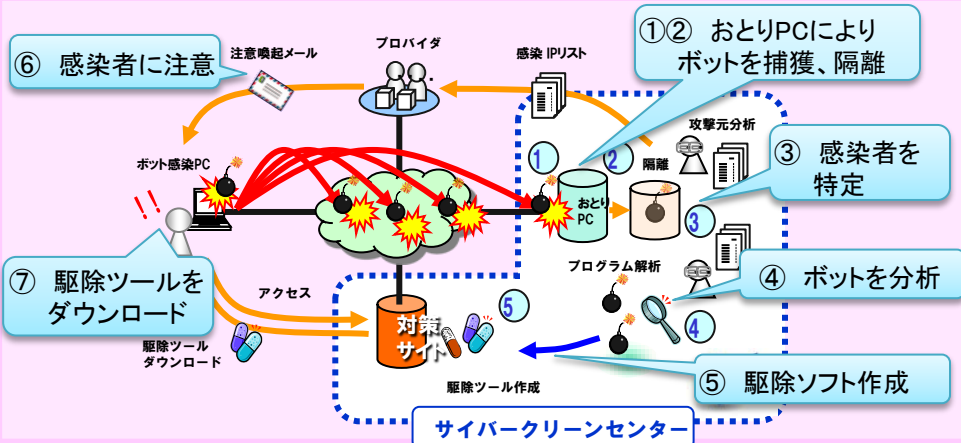 ⑥ 感染者に注意
注意喚起メール
プロバイダ
感染 IPリスト
①② おとりPCにより
ボットを捕獲、隔離
攻撃元分析
ボット感染PC
①
②
隔離
③ 感染者を
特定
!!
おとり
PC
③
⑦ 駆除ツールを
ダウンロード
アクセス
プログラム解析
④ ボットを分析
⑤
④
対策
サイト
駆除ツール
ダウンロード
駆除ツール作成
⑤ 駆除ソフト作成
サイバークリーンセンター